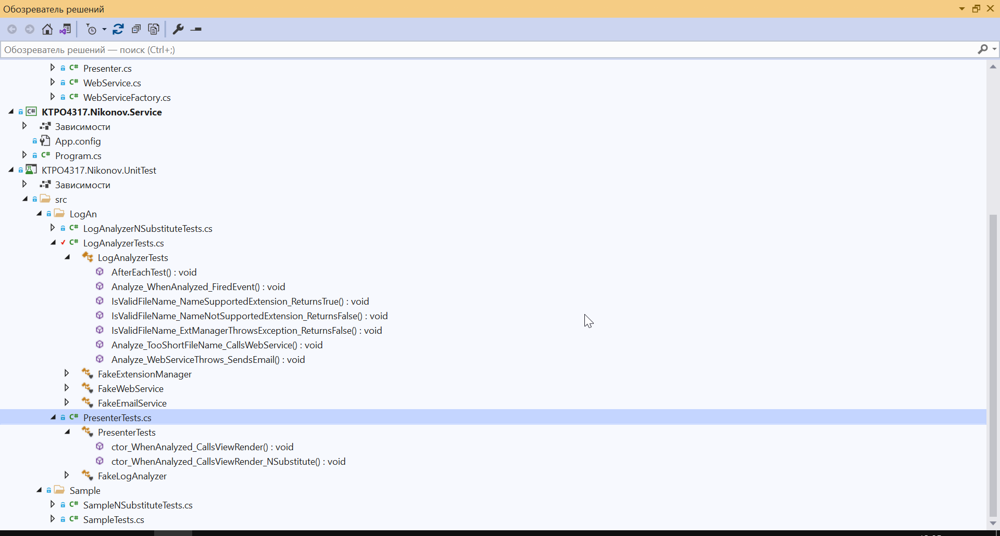 Обозреватель решений
Обозреватель решений — поиск (Ctrl+;)
C# Presenter.cs
C# WebService.cs
C# WebServiceFactory.cs
C# KTPO4317.Nikonov.Service
Зависимости
App.config
C# Program.cs
KTPO4317.Nikonov.UnitTest
Зависимости
src
LogAn
C# LogAnalyzerNSubstituteTests.cs
C# LogAnalyzerTests.cs
LogAnalyzerTests
AfterEachTest() : void
Analyze_WhenAnalyzed_FiredEvent() : void
IsValidFileName_NameSupportedExtension_ReturnsTrue() : void
IsValidFileName_NameNotSupportedExtension_ReturnsFalse() : void
IsValidFileName_ExtManagerThrowsException_ReturnsFalse() : void
Analyze_TooShortFileName_CallsWebService() : void
Analyze_WebServiceThrows_SendsEmail() : void
FakeExtensionManager
FakeWebService
FakeEmailService
C# PresenterTests.cs
PresenterTests
ctor_WhenAnalyzed_CallsViewRender() : void
ctor_WhenAnalyzed_CallsViewRender_NSubstitute() : void
FakeLogAnalyzer
Sample
C# SampleNSubstituteTests.cs
C# SampleTests.cs